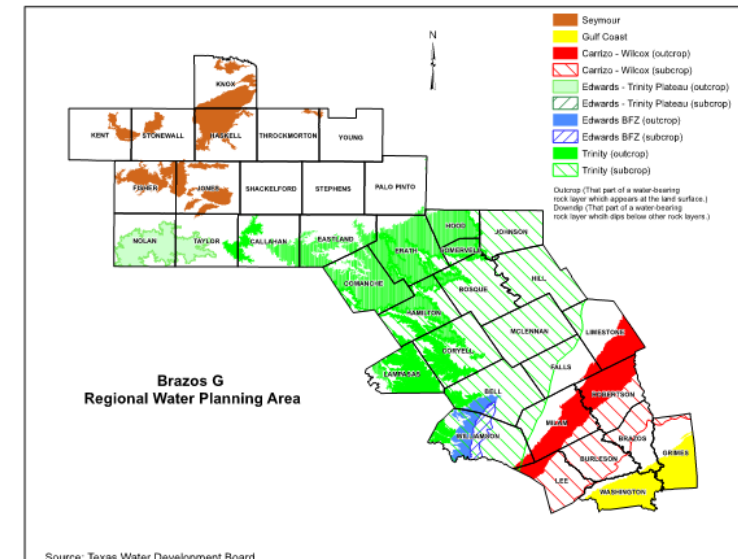 Seymour
Gulf Coast
Carrizo - Wilcox (outcrop)
Carrizo - Wilcox (subcrop)
Edwards - Trinity Plateau (outcrop)
Edwards - Trinity Plateau (subcrop)
Edwards BFZ (outcrop)
Edwards BFZ (subcrop)
Trinity (outcrop)
Trinity (subcrop)
Outcrop (That part of a water-bearing
rock layer which appears at the land surface.)
Downdip (That part of a water-bearing
rock layer which dips below other rock layers.)
N
KNOX
KENT
STONEWALL
HASKELL
THROCKMORTON
YOUNG
FISHER
JONES
SHACKELFORD
STEPHENS
PALO PINTO
NOLAN
TAYLOR
CALLAHAN
EASTLAND
ERATH
HOOD
SOMERVELL
JOHNSON
COMANCHE
BOSQUE
HILL
HAMILTON
MCLENNAN
LIMESTONE
CORYELL
LAMPASAS
FALLS
BELL
ROBERTSON
MILAM
WILLIAMSON
BRAZOS
GRIMES
BURLESON
LEE
WASHINGTON
Brazos G
Regional Water Planning Area
Source: Texas Water Development Board